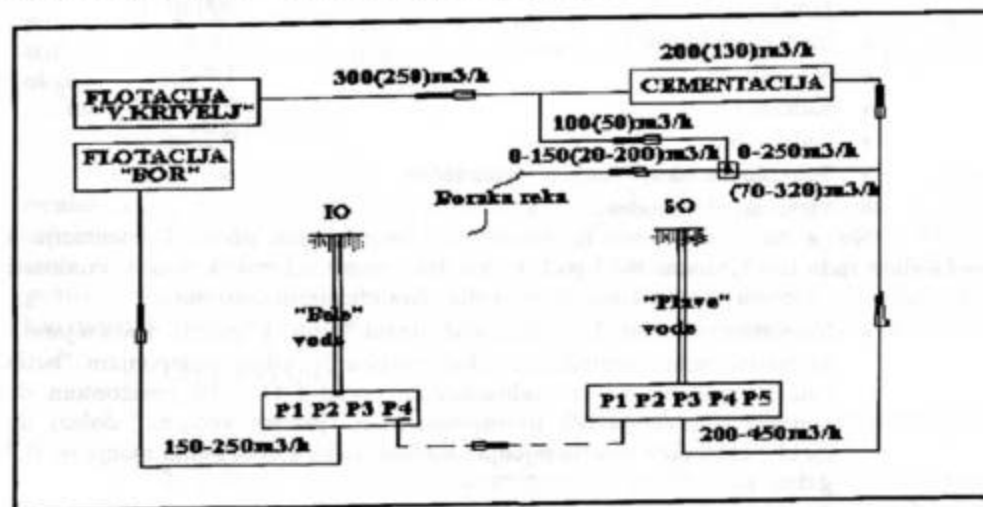 200(130)m3/k
300(250)m3/k
FLOTACIJA
"V.KRIVELJ"
CEMENTACIJA
100(50)m3/k
FLOTACIJA
"BOR"
0-150(20-200)m3/k
0-250m3/k
(70-320)m3/k
Borska reka
IO
SO
"Bele"
vode
"Plave"
vode
P1 P2 P3 P4
P1 P2 P3 P4 P5
150-250m3/k
200-450m3/k